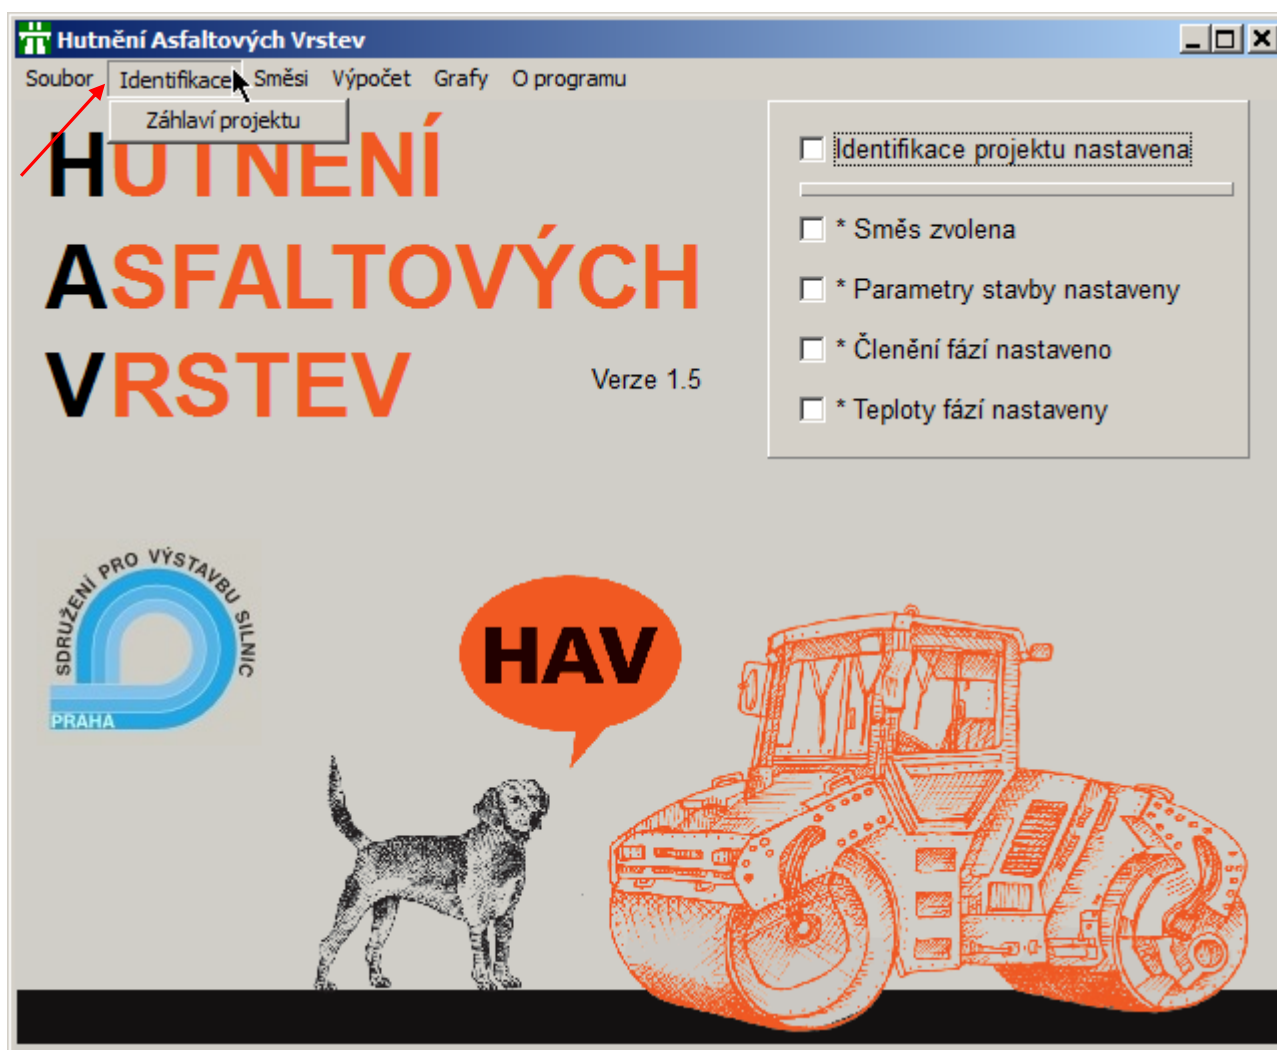 Hutnění Asfaltových Vrstev
Soubor Identifikace Směsi Výpočet Grafy O programu
Záhlaví projektu
HUTNĚNÍ
ASFALTOVÝCH
VRSTEV
Verze 1.5
Identifikace projektu nastavena
* Směs zvolena
* Parametry stavby nastaveny
* Členění fází nastaveno
* Teploty fází nastaveny
SDRUŽENÍ PRO VÝSTAVBU SILNIC
PRAHA
HAV